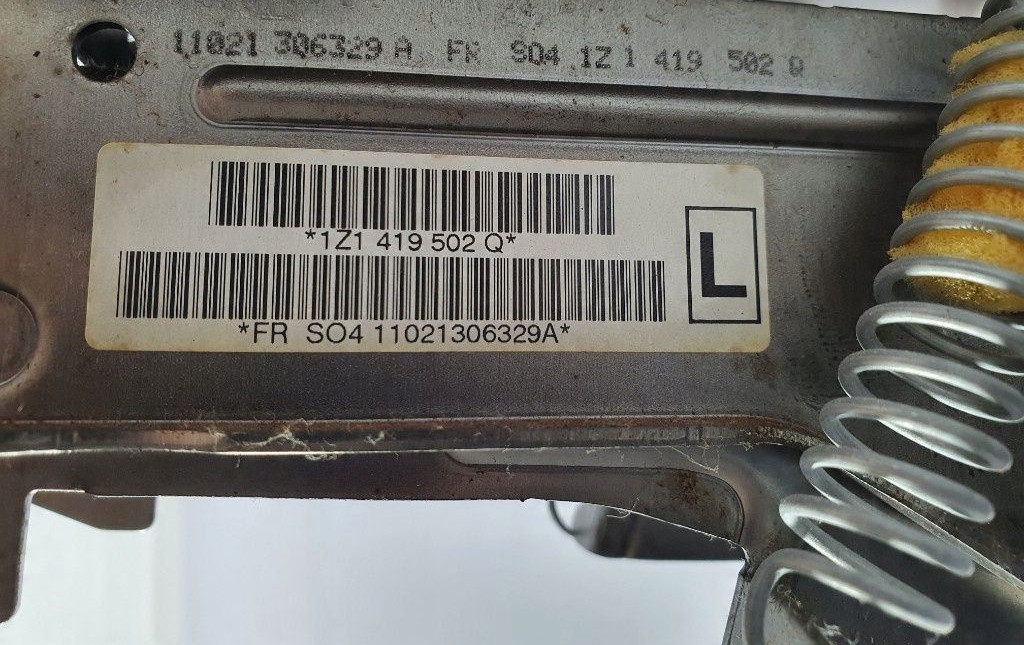 11021 306329 A FR SO4 1Z1 419 502 Q
*1Z1 419 502 Q*
*FR SO4 11021306329A*
L